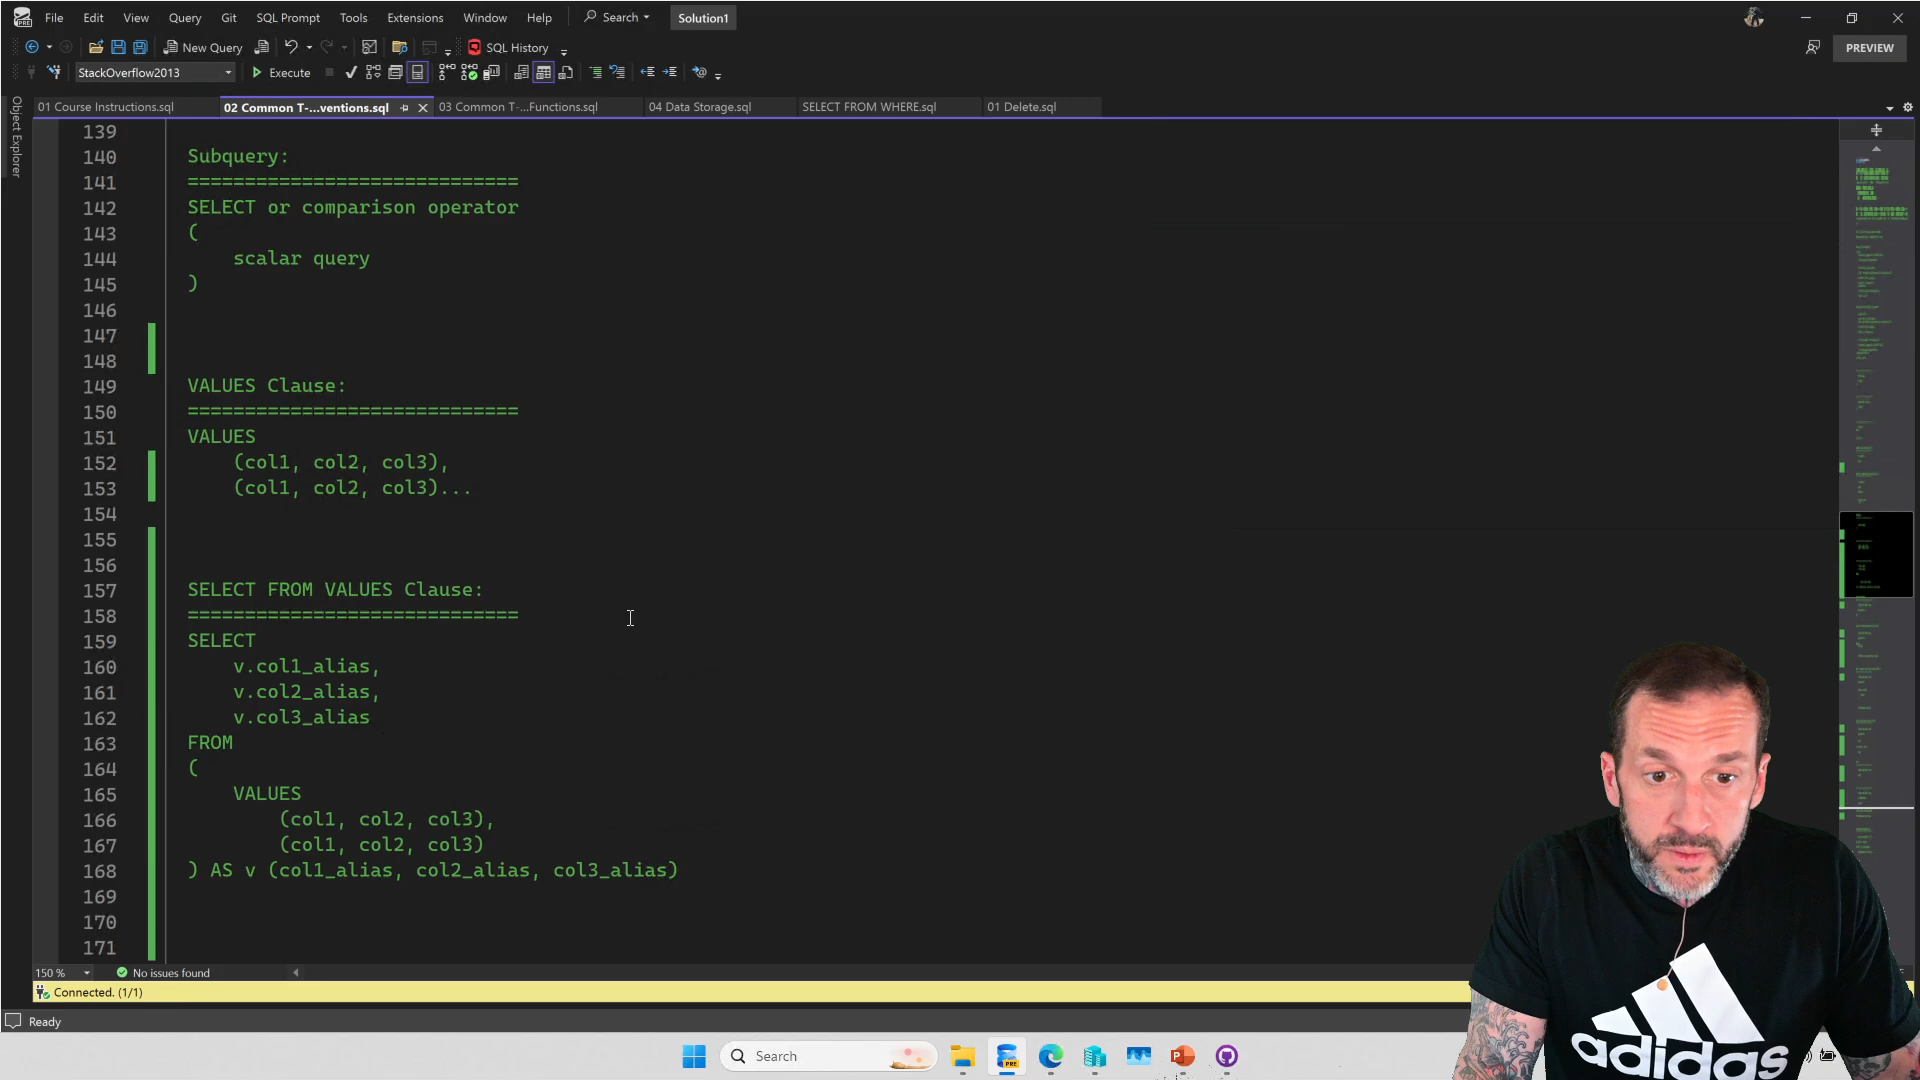 File Edit View Query Git SQL Prompt Tools Extensions Window Help Search Solution1
New Query SQL History PREVIEW
StackOverflow2013 Execute
01 Course Instructions.sql 02 Common T-...ventions.sql 03 Common T-...Functions.sql 04 Data Storage.sql SELECT FROM WHERE.sql 01 Delete.sql
Object Explorer
139
140 Subquery:
141 =============================
142 SELECT or comparison operator
143 (
144 scalar query
145 )
146
147
148
149 VALUES Clause:
150 =============================
151 VALUES
152 (col1, col2, col3),
153 (col1, col2, col3)...
154
155
156
157 SELECT FROM VALUES Clause:
158 =============================
159 SELECT
160 v.col1_alias,
161 v.col2_alias,
162 v.col3_alias
163 FROM
164 (
165 VALUES
166 (col1, col2, col3),
167 (col1, col2, col3)
168 ) AS v (col1_alias, col2_alias, col3_alias)
169
170
171
150 % No issues found
Connected. (1/1)
Ready
Search
PRE
adidas